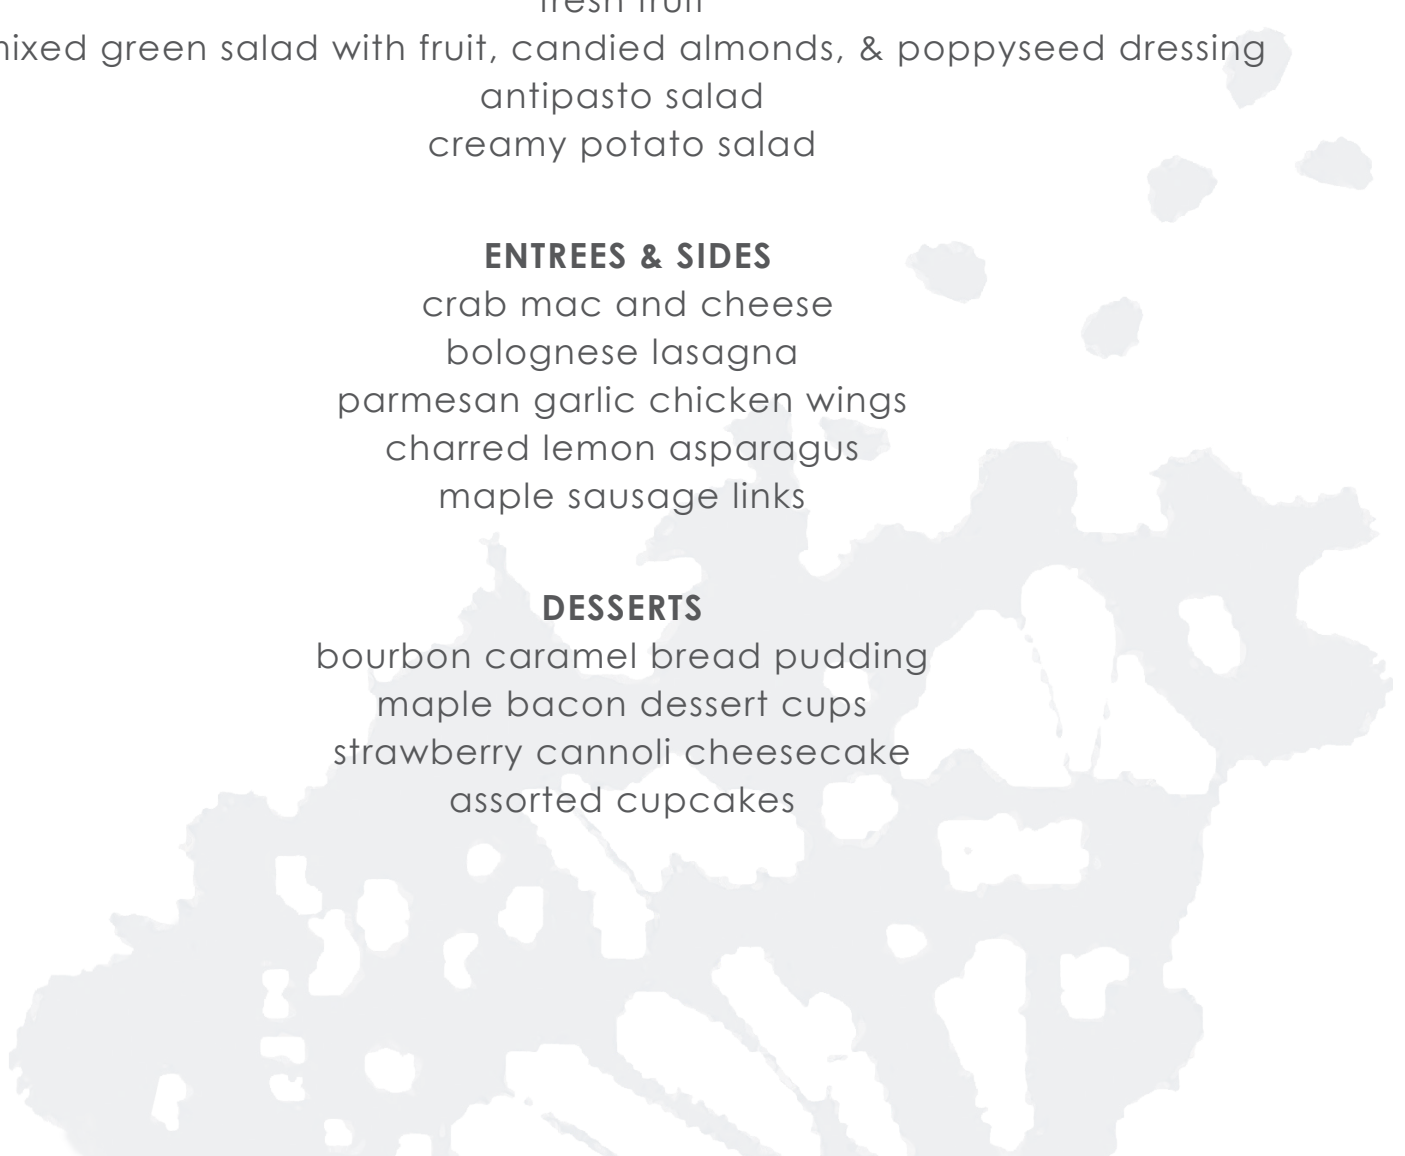 fresh fruit
mixed green salad with fruit, candied almonds, & poppyseed dressing
antipasto salad
creamy potato salad
ENTREES & SIDES
crab mac and cheese
bolognese lasagna
parmesan garlic chicken wings
charred lemon asparagus
maple sausage links
DESSERTS
bourbon caramel bread pudding
maple bacon dessert cups
strawberry cannoli cheesecake
assorted cupcakes